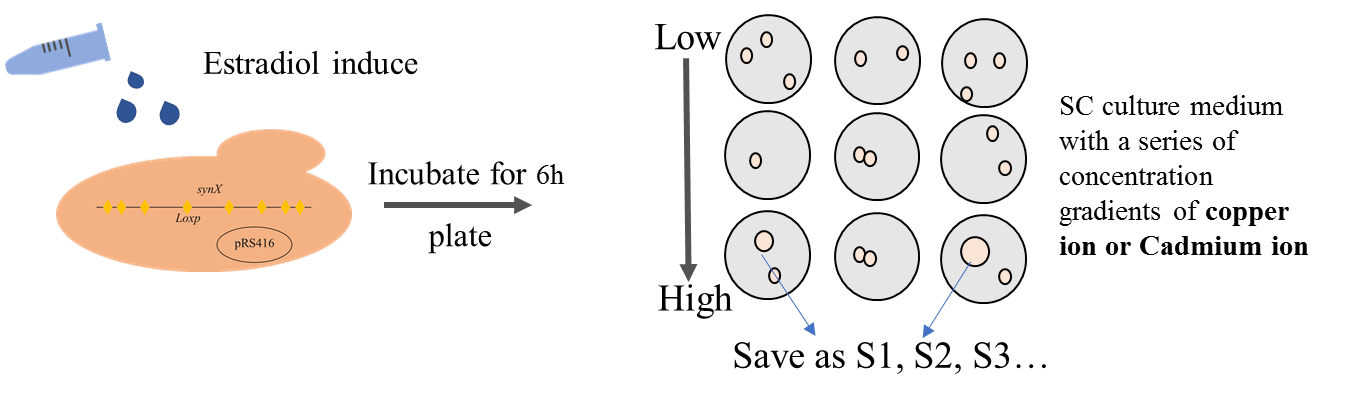 Estradiol induce
synX
Loxp
pRS416
Incubate for 6h
plate
Low
High
SC culture medium
with a series of
concentration
gradients of copper
ion or Cadmium ion
Save as S1, S2, S3…